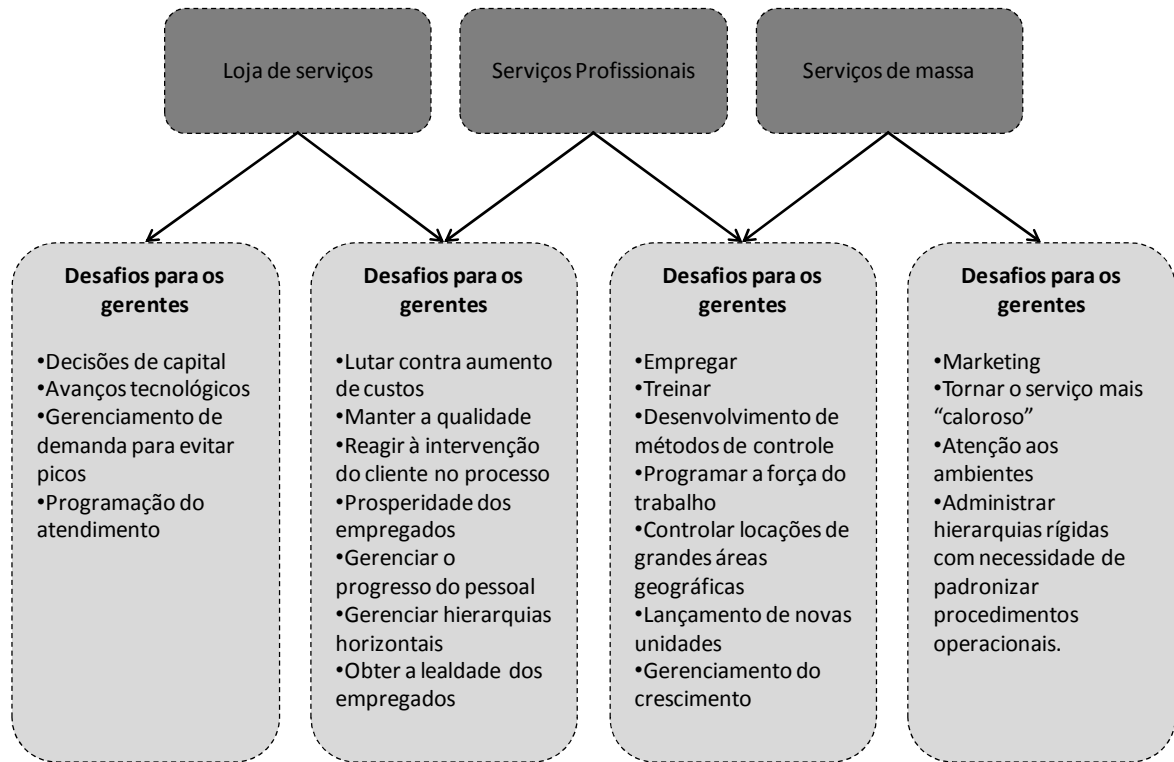 Loja de serviços
Serviços Profissionais
Serviços de massa
Desafios para os
gerentes
•Decisões de capital
•Avanços tecnológicos
•Gerenciamento de
demanda para evitar
picos
•Programação do
atendimento
Desafios para os
gerentes
•Lutar contra aumento
de custos
•Manter a qualidade
•Reagir à intervenção
do cliente no processo
•Prosperidade dos
empregados
•Gerenciar o
progresso do pessoal
•Gerenciar hierarquias
horizontais
•Obter a lealdade dos
empregados
Desafios para os
gerentes
•Empregar
•Treinar
•Desenvolvimento de
métodos de controle
•Programar a força do
trabalho
•Controlar locações de
grandes áreas
geográficas
•Lançamento de novas
unidades
•Gerenciamento do
crescimento
Desafios para os
gerentes
•Marketing
•Tornar o serviço mais
“caloroso”
•Atenção aos
ambientes
•Administrar
hierarquias rígidas
com necessidade de
padronizar
procedimentos
operacionais.